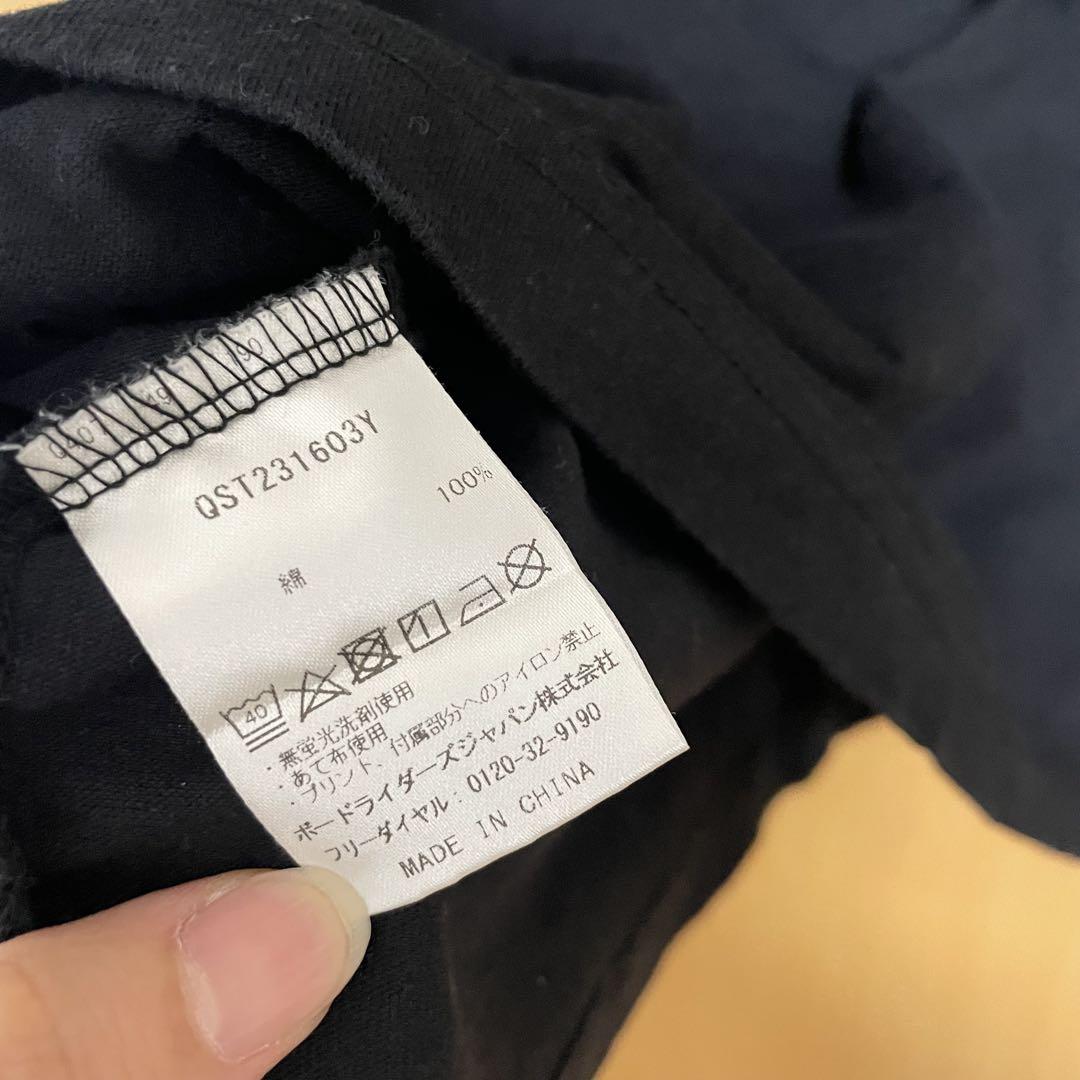 QST231603Y
綿 100%
40
・無蛍光洗剤使用
・あて布使用
・プリント、付属部分へのアイロン禁止
ボードライダーズジャパン株式会社
フリーダイヤル:0120-32-9190
MADE IN CHINA